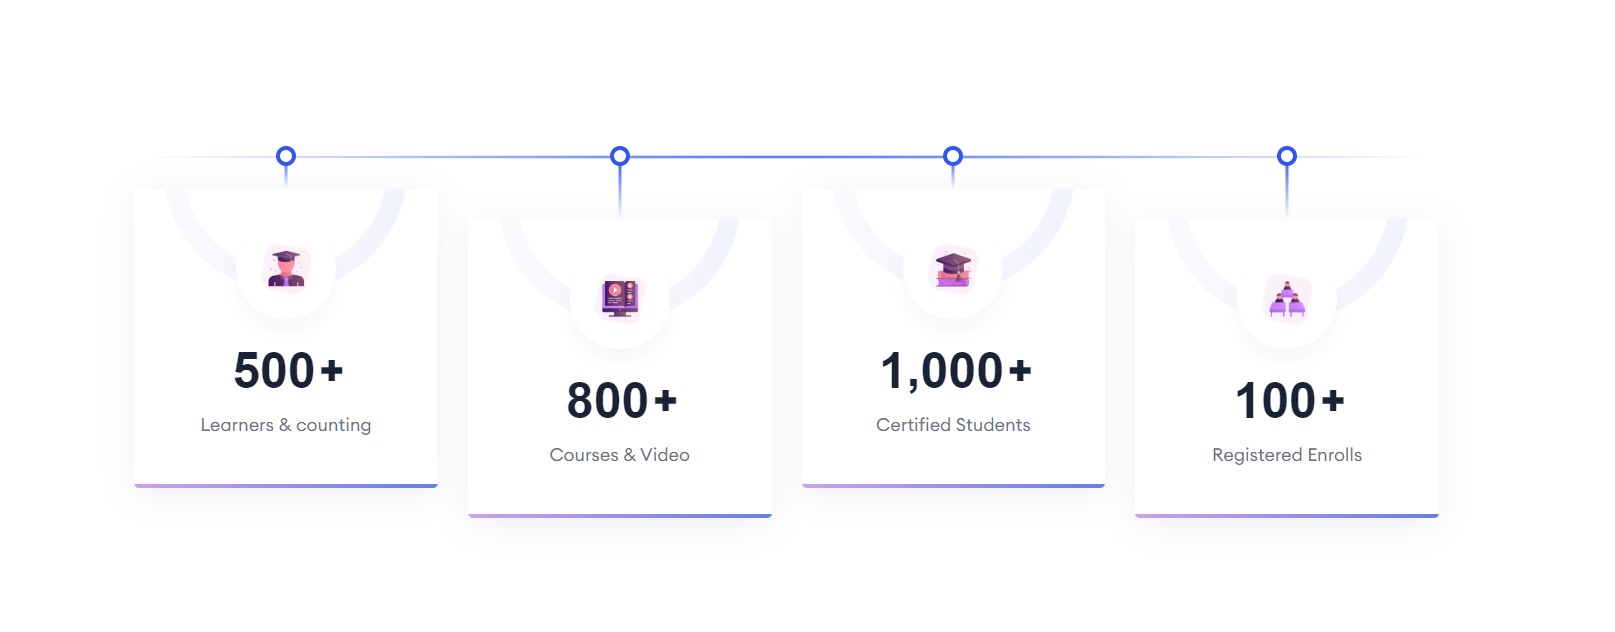 500+
Learners & counting
800+
Courses & Video
1,000+
Certified Students
100+
Registered Enrolls